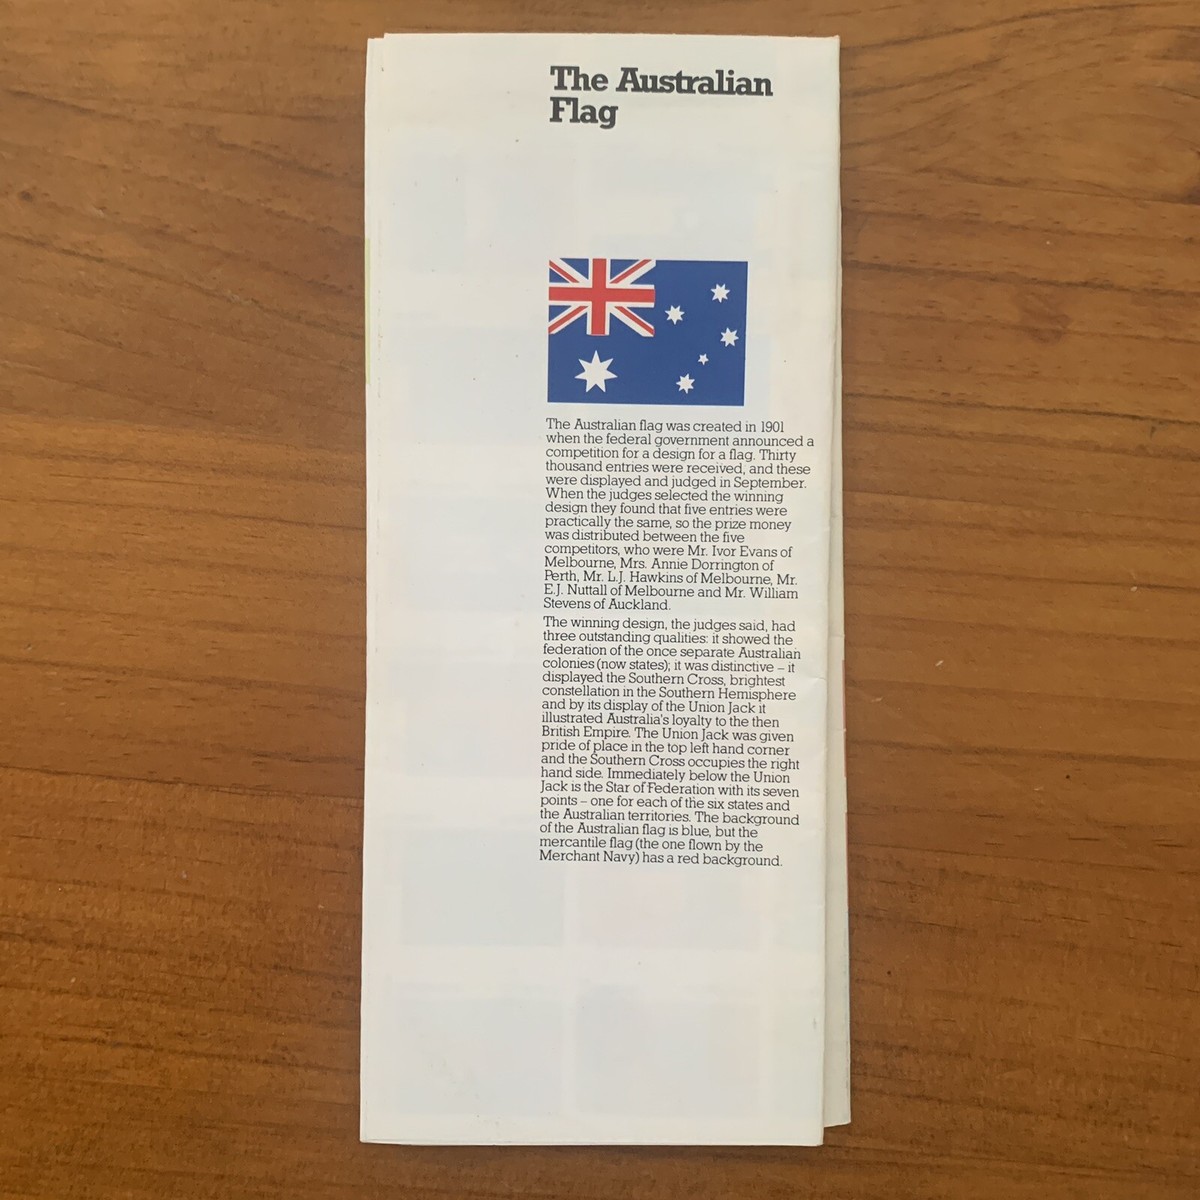 The Australian
Flag
The Australian flag was created in 1901
when the federal government announced a
competition for a design for a flag. Thirty
thousand entries were received, and these
were displayed and judged in September.
When the judges selected the winning
design they found that five entries were
practically the same, so the prize money
was distributed between the five
competitors, who were Mr. Ivor Evans of
Melbourne, Mrs. Annie Dorrington of
Perth, Mr. L.J. Hawkins of Melbourne, Mr.
E.J. Nuttall of Melbourne and Mr. William
Stevens of Auckland.
The winning design, the judges said, had
three outstanding qualities: it showed the
federation of the once separate Australian
colonies (now states); it was distinctive – it
displayed the Southern Cross, brightest
constellation in the Southern Hemisphere
and by its display of the Union Jack it
illustrated Australia's loyalty to the then
British Empire. The Union Jack was given
pride of place in the top left hand corner
and the Southern Cross occupies the right
hand side. Immediately below the Union
Jack is the Star of Federation with its seven
points – one for each of the six states and
the Australian territories. The background
of the Australian flag is blue, but the
mercantile flag (the one flown by the
Merchant Navy) has a red background.